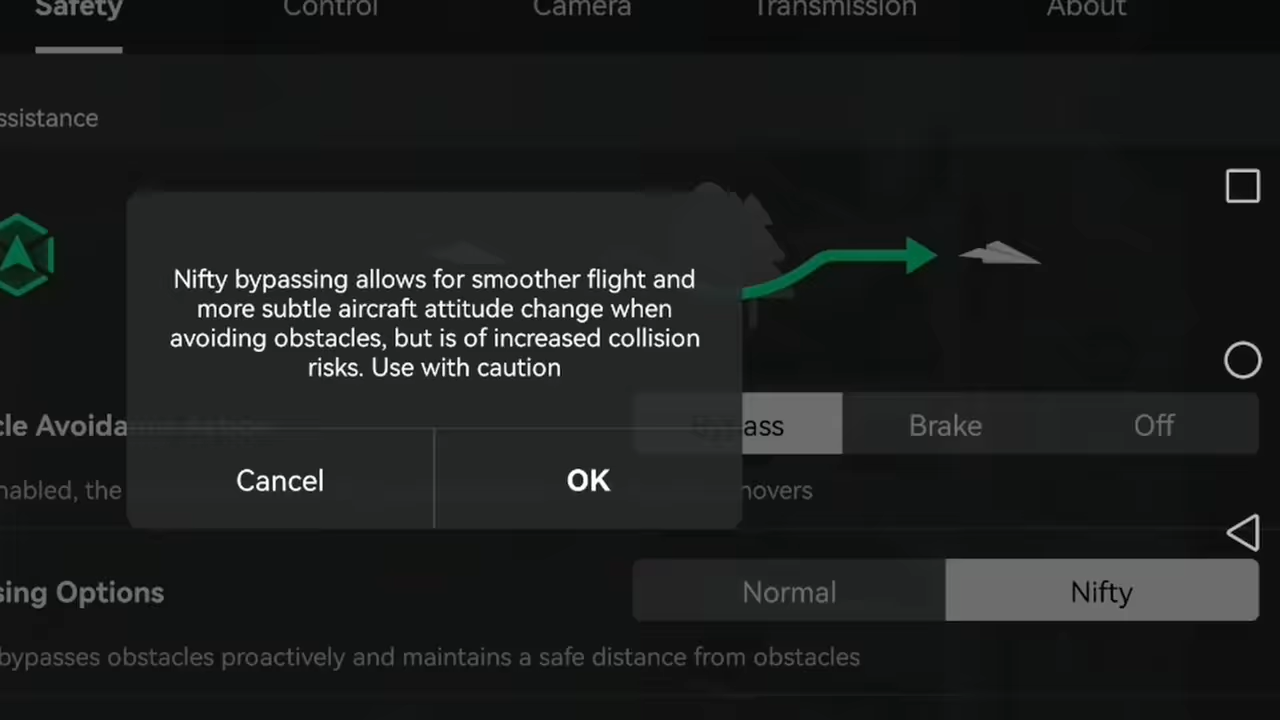 Safety Control Camera Transmission About
ssistance
Nifty bypassing allows for smoother flight and
more subtle aircraft attitude change when
avoiding obstacles, but is of increased collision
risks. Use with caution
cle Avoida
ass Brake Off
Cancel OK
nabled, the
hovers
sing Options Normal Nifty
bypasses obstacles proactively and maintains a safe distance from obstacles